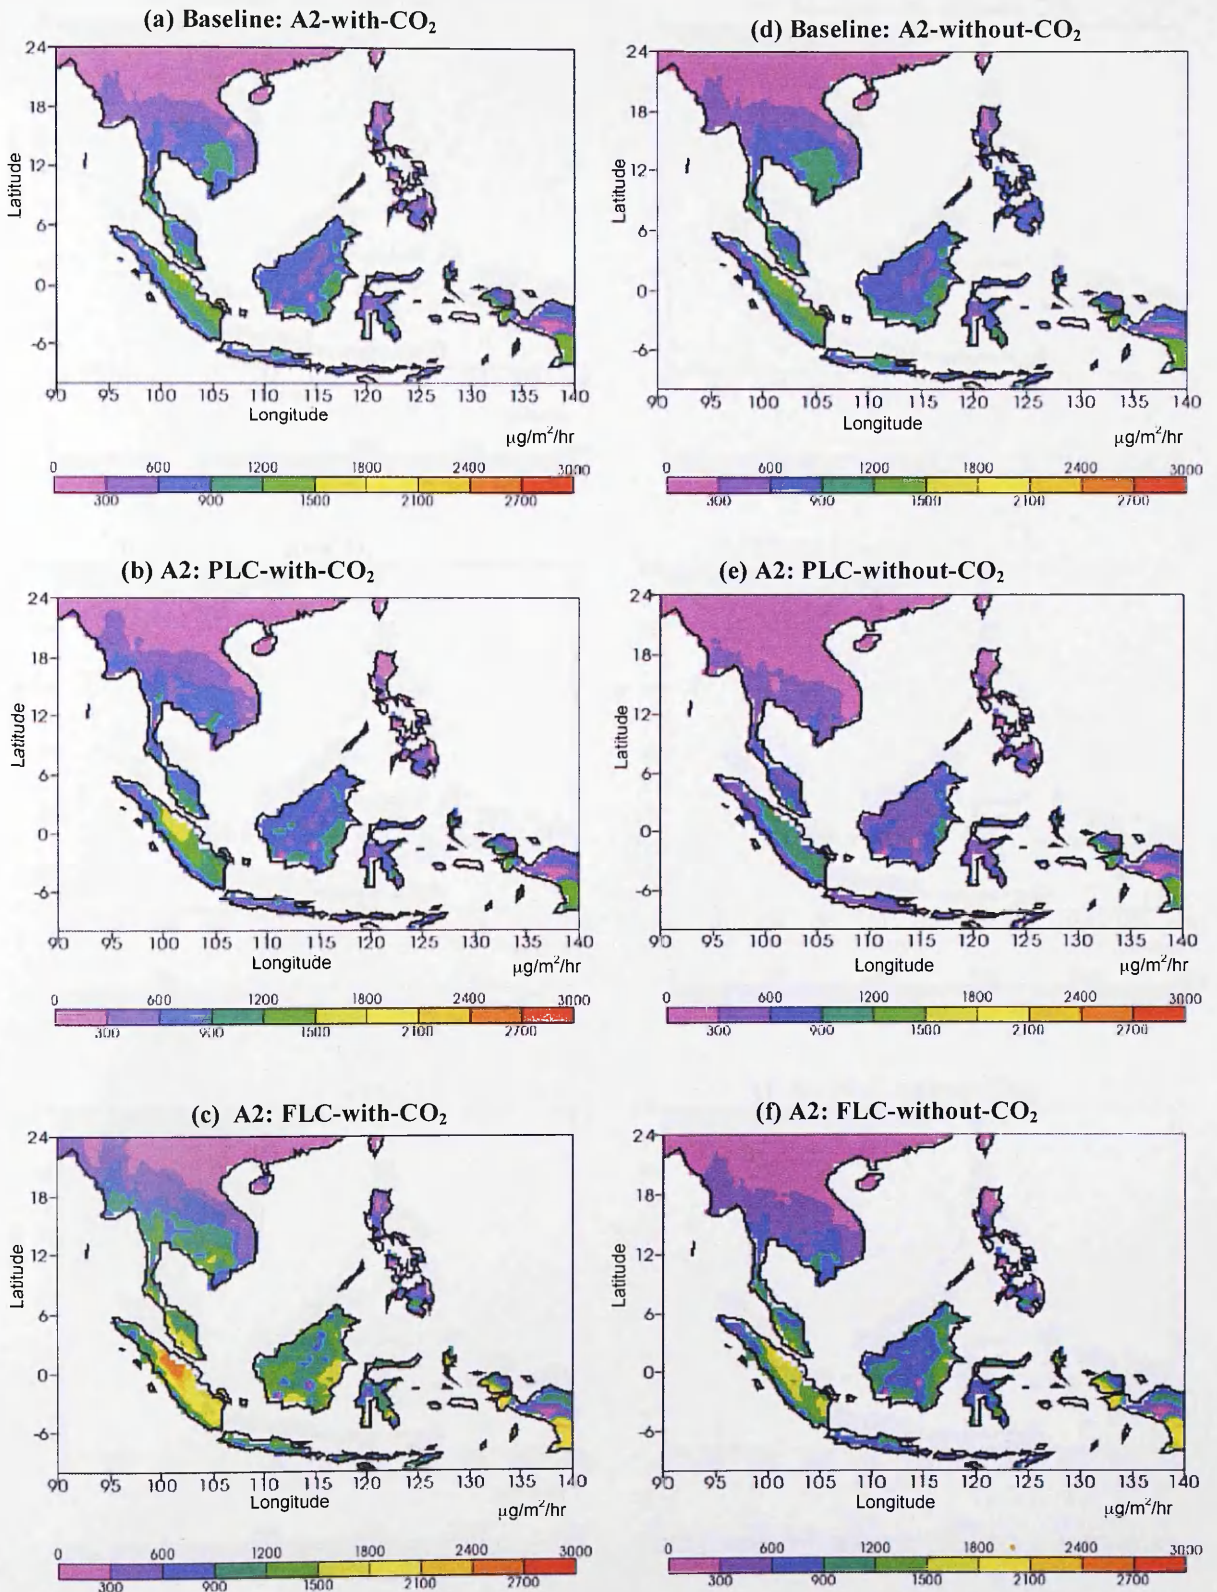 (a) Baseline: A2-with-CO₂
24
18
12
6
0
-6
Latitude
90 95 100 105 110 115 120 125 130 135 140
Longitude
μg/m²/hr
0 600 1200 1800 2400 3000
300 900 1500 2100 2700
(d) Baseline: A2-without-CO₂
24
18
12
6
0
-6
Latitude
90 95 100 105 110 115 120 125 130 135 140
Longitude
μg/m²/hr
0 600 1200 1800 2400 3000
300 900 1500 2100 2700
(b) A2: PLC-with-CO₂
24
18
12
6
0
-6
Latitude
90 95 100 105 110 115 120 125 130 135 140
Longitude
μg/m²/hr
0 600 1200 1800 2400 3000
300 900 1500 2100 2700
(e) A2: PLC-without-CO₂
24
18
12
6
0
-6
Latitude
90 95 100 105 110 115 120 125 130 135 140
Longitude
μg/m²/hr
0 600 1200 1800 2400 3000
300 900 1500 2100 2700
(c) A2: FLC-with-CO₂
24
18
12
6
0
-6
Latitude
90 95 100 105 110 115 120 125 130 135 140
Longitude
μg/m²/hr
0 600 1200 1800 2400 3000
300 900 1500 2100 2700
(f) A2: FLC-without-CO₂
24
18
12
6
0
-6
Latitude
90 95 100 105 110 115 120 125 130 135 140
Longitude
μg/m²/hr
0 600 1200 1800 2400 3000
300 900 1500 2100 2700